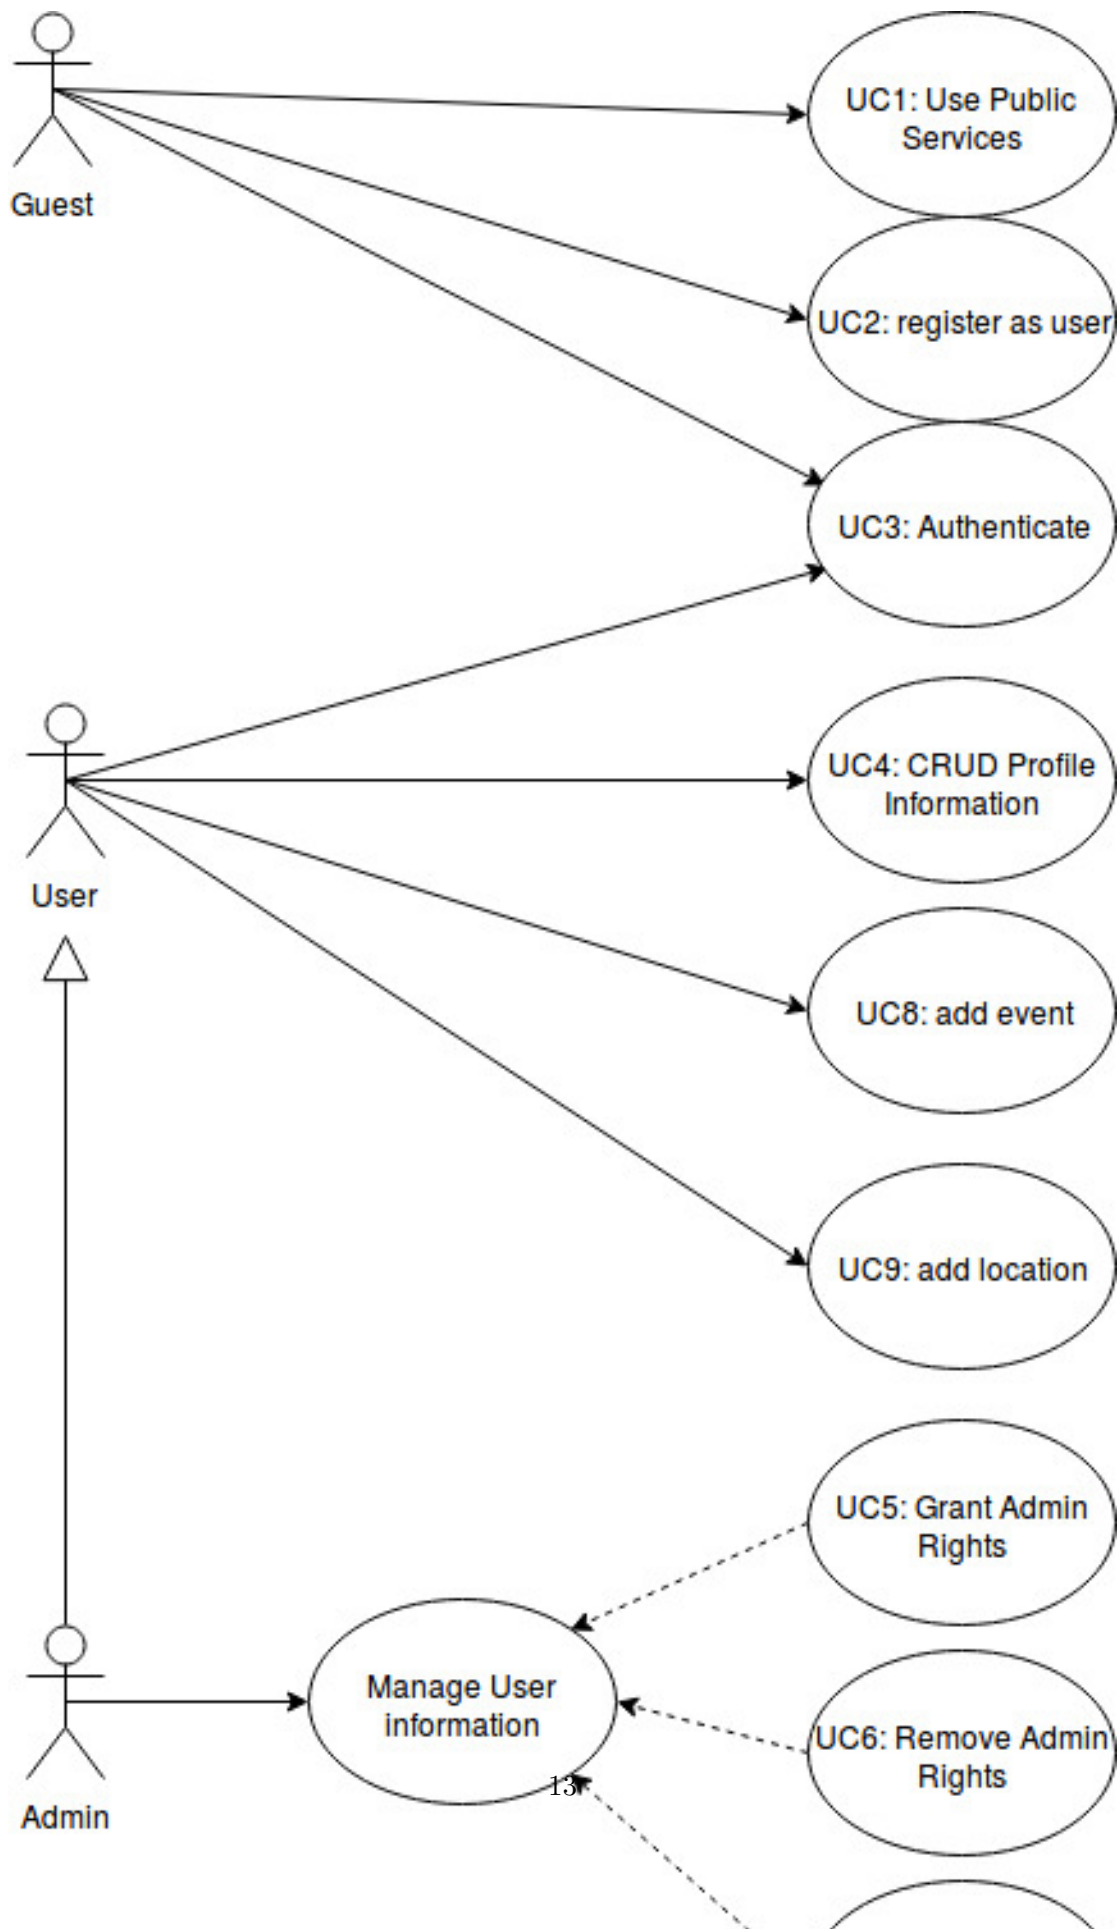 UC1: Use Public
Services
Guest
UC2: register as user
UC3: Authenticate
UC4: CRUD Profile
Information
User
UC8: add event
UC9: add location
UC5: Grant Admin
Rights
Manage User
information
UC6: Remove Admin
Rights
13
Admin